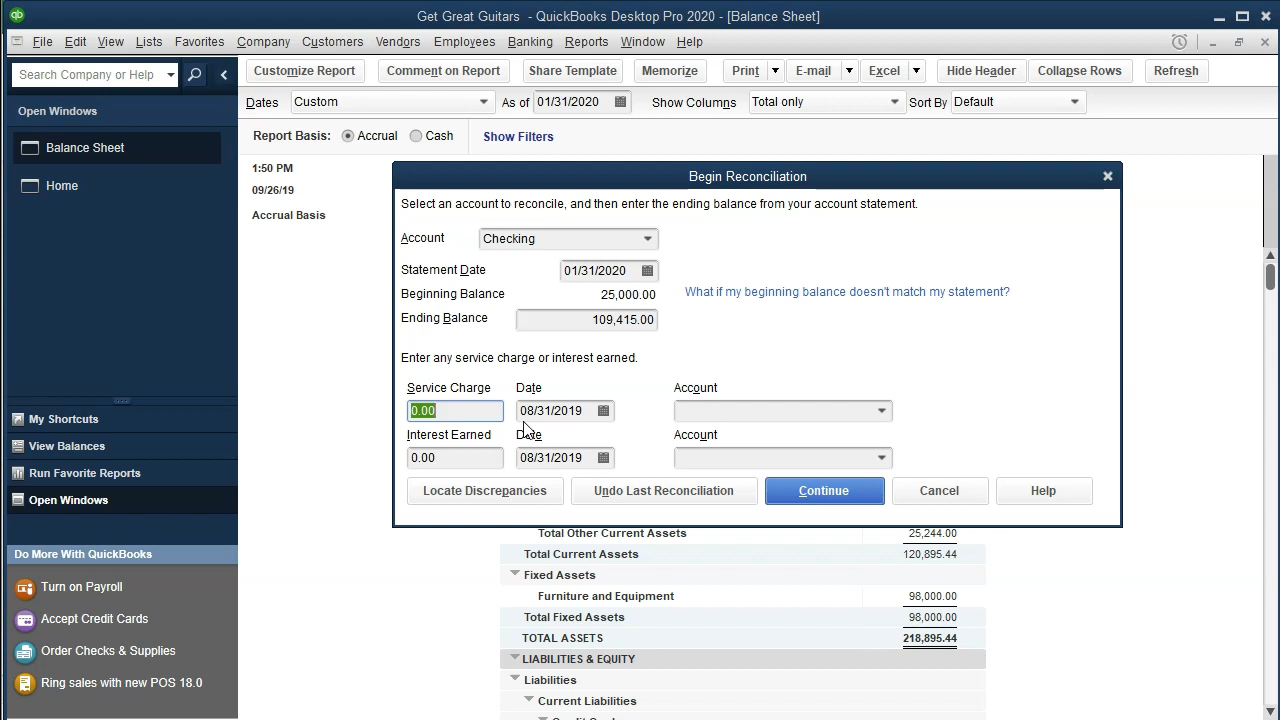 Get Great Guitars - QuickBooks Desktop Pro 2020 - [Balance Sheet]
File Edit View Lists Favorites Company Customers Vendors Employees Banking Reports Window Help
Search Company or Help
Customize Report Comment on Report Share Template Memorize Print E-mail Excel Hide Header Collapse Rows Refresh
Dates Custom As of 01/31/2020 Show Columns Total only Sort By Default
Open Windows
Report Basis: Accrual Cash Show Filters
Balance Sheet
Home
1:50 PM
09/26/19
Accrual Basis
Begin Reconciliation
Select an account to reconcile, and then enter the ending balance from your account statement.
Account Checking
Statement Date 01/31/2020
Beginning Balance 25,000.00 What if my beginning balance doesn't match my statement?
Ending Balance 109,415.00
Enter any service charge or interest earned.
Service Charge Date Account
0.00 08/31/2019
Interest Earned Date Account
0.00 08/31/2019
Locate Discrepancies Undo Last Reconciliation Continue Cancel Help
My Shortcuts
View Balances
Run Favorite Reports
Open Windows
Do More With QuickBooks
Turn on Payroll
Accept Credit Cards
Order Checks & Supplies
Ring sales with new POS 18.0
Total Other Current Assets 25,244.00
Total Current Assets 120,895.44
Fixed Assets
Furniture and Equipment 98,000.00
Total Fixed Assets 98,000.00
TOTAL ASSETS 218,895.44
LIABILITIES & EQUITY
Liabilities
Current Liabilities